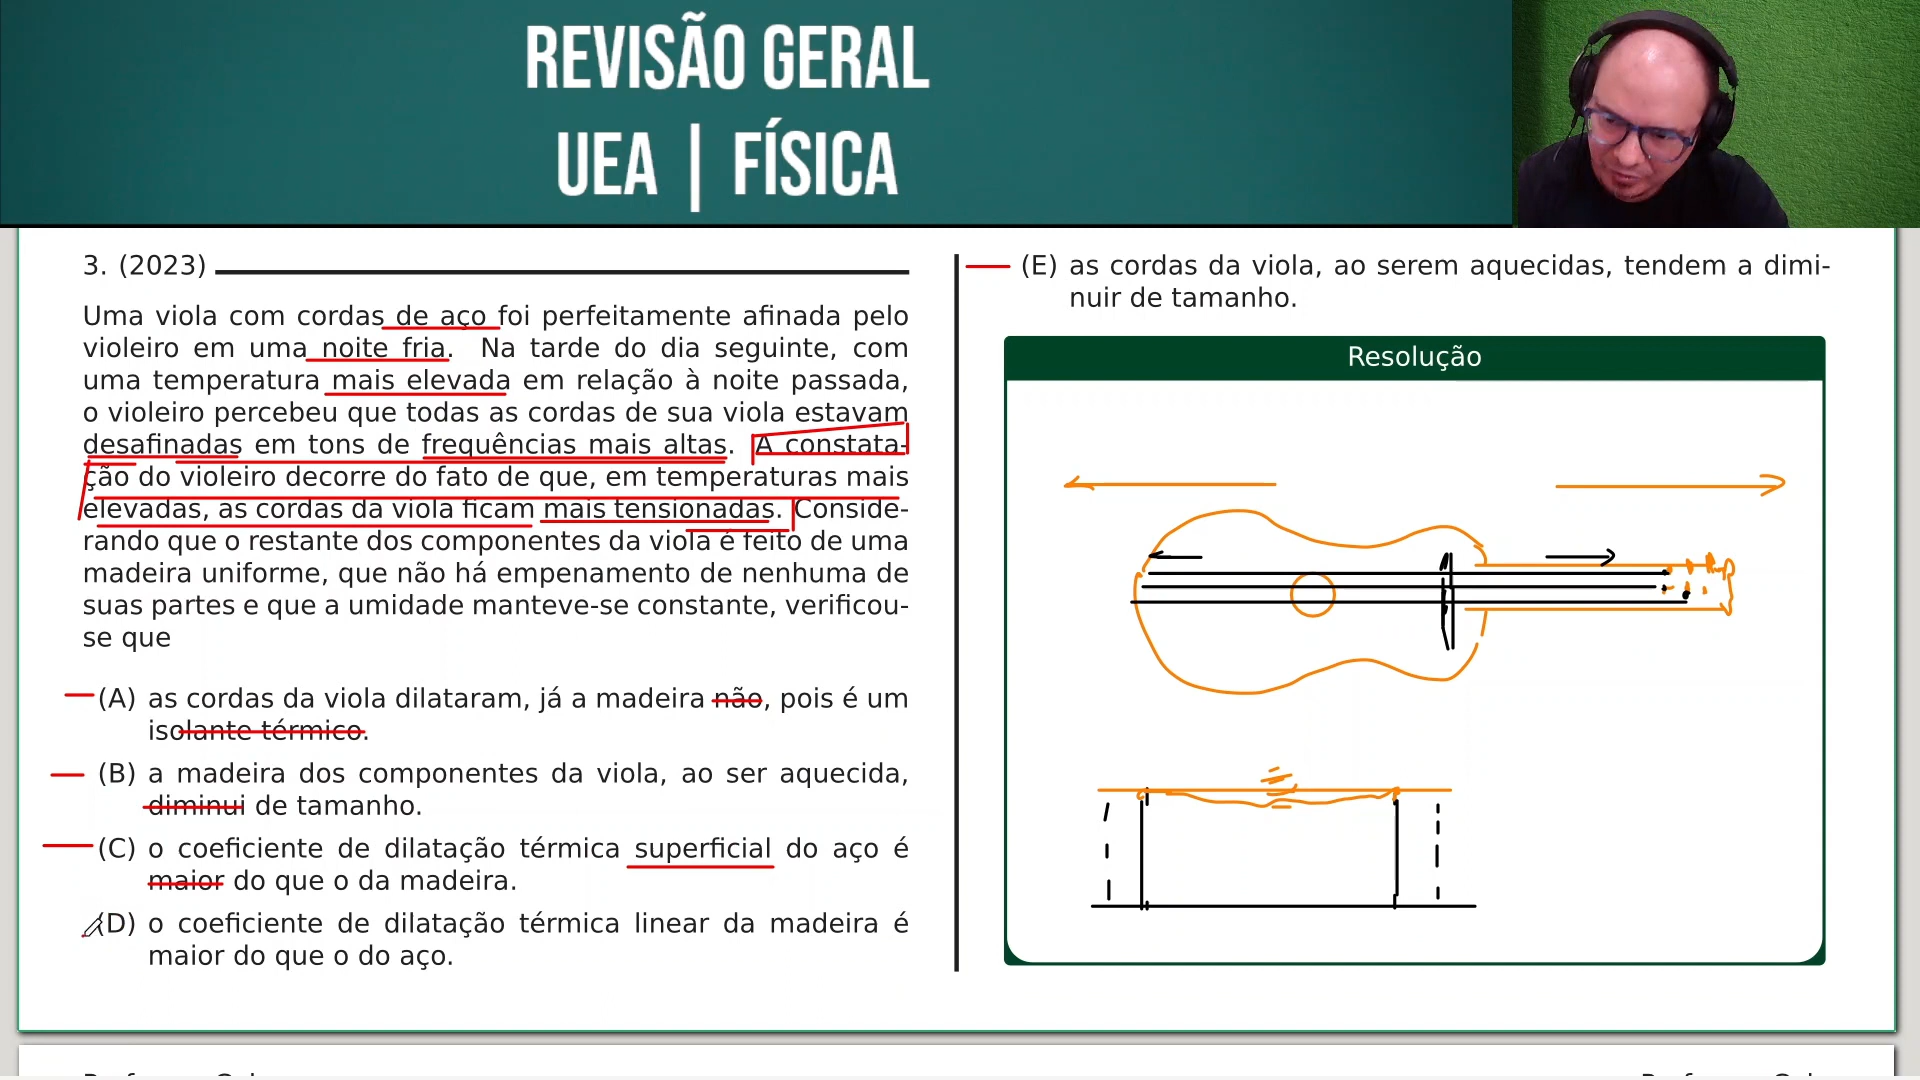 REVISÃO GERAL
UEA | FÍSICA
3. (2023)
Uma viola com cordas de aço foi perfeitamente afinada pelo
violeiro em uma noite fria. Na tarde do dia seguinte, com
uma temperatura mais elevada em relação à noite passada,
o violeiro percebeu que todas as cordas de sua viola estavam
desafinadas em tons de frequências mais altas. A constata-
ção do violeiro decorre do fato de que, em temperaturas mais
elevadas, as cordas da viola ficam mais tensionadas. Conside-
rando que o restante dos componentes da viola é feito de uma
madeira uniforme, que não há empenamento de nenhuma de
suas partes e que a umidade manteve-se constante, verificou-
se que
(A) as cordas da viola dilataram, já a madeira não, pois é um
isolante térmico.
(B) a madeira dos componentes da viola, ao ser aquecida,
diminui de tamanho.
(C) o coeficiente de dilatação térmica superficial do aço é
maior do que o da madeira.
(D) o coeficiente de dilatação térmica linear da madeira é
maior do que o do aço.
(E) as cordas da viola, ao serem aquecidas, tendem a dimi-
nuir de tamanho.
Resolução